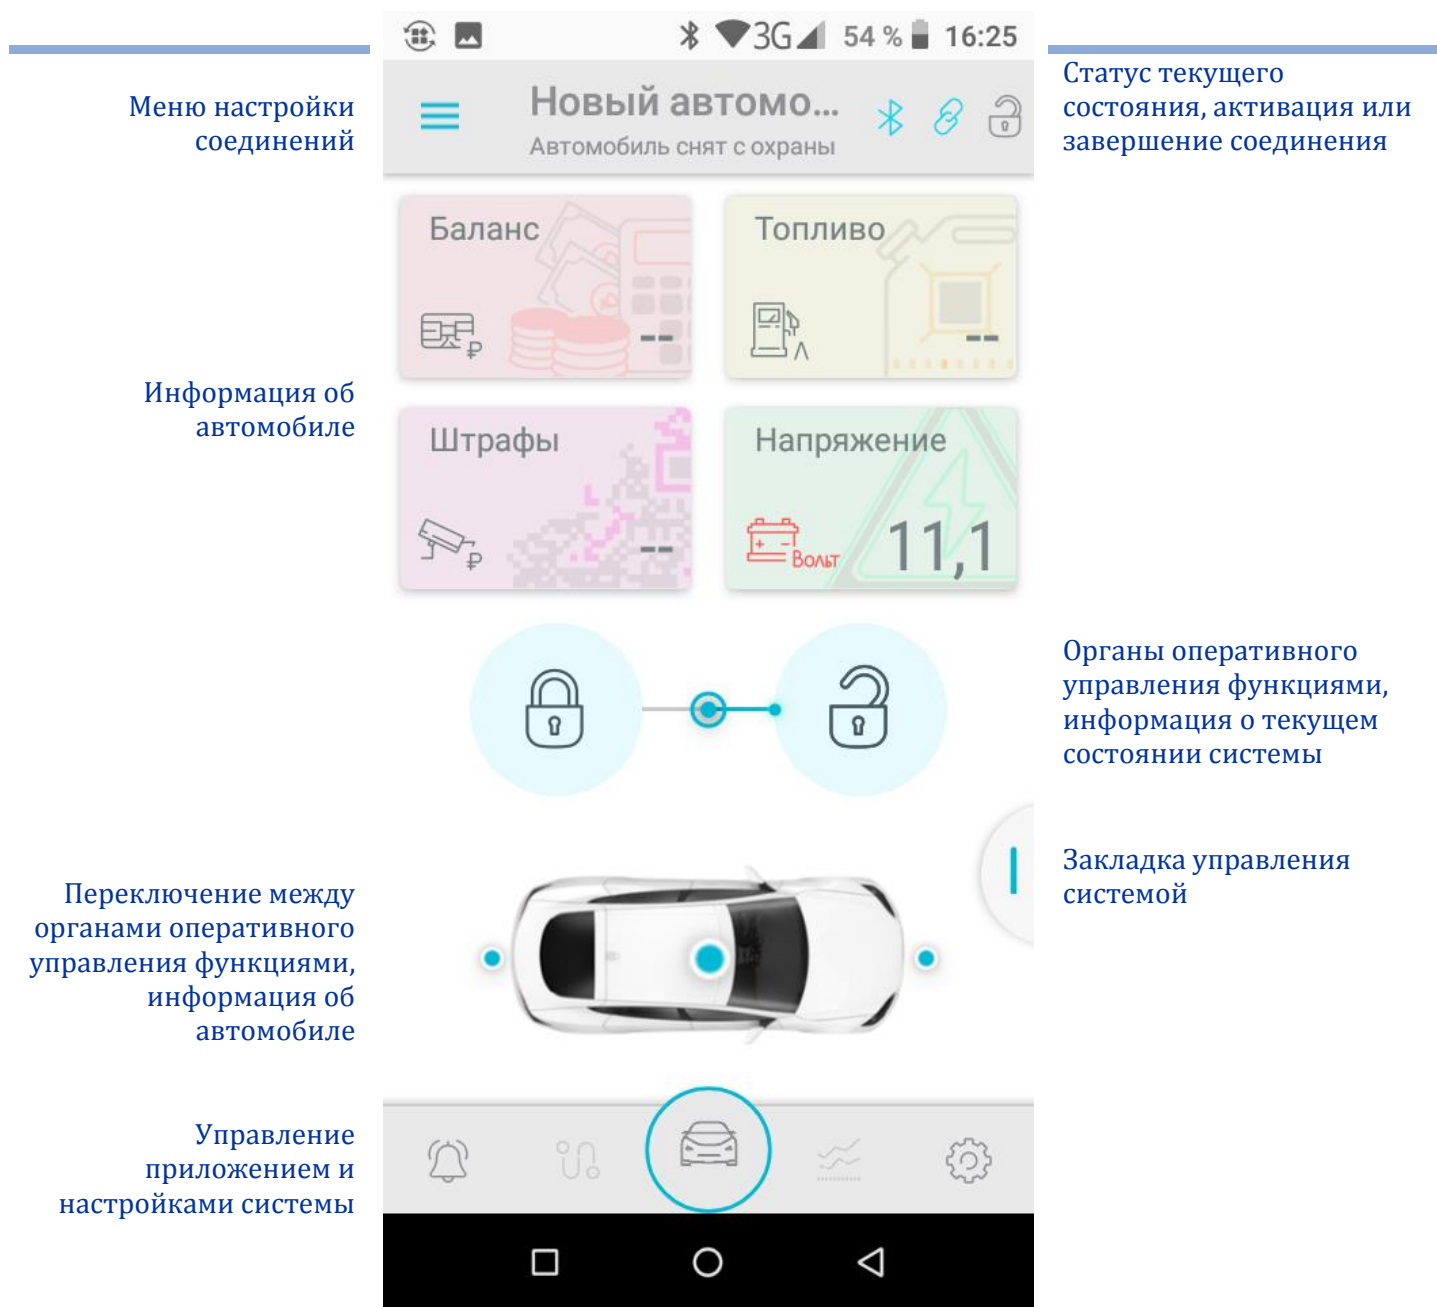 3G 54 % 16:25
Меню настройки
соединений
Новый автомо...
Автомобиль снят с охраны
Статус текущего
состояния, активация или
завершение соединения
Баланс
₽
--
Топливо
Л
--
Информация об
автомобиле
Штрафы
₽
--
Напряжение
+ -
Вольт
11,1
Органы оперативного
управления функциями,
информация о текущем
состоянии системы
Закладка управления
системой
Переключение между
органами оперативного
управления функциями,
информация об
автомобиле
Управление
приложением и
настройками системы